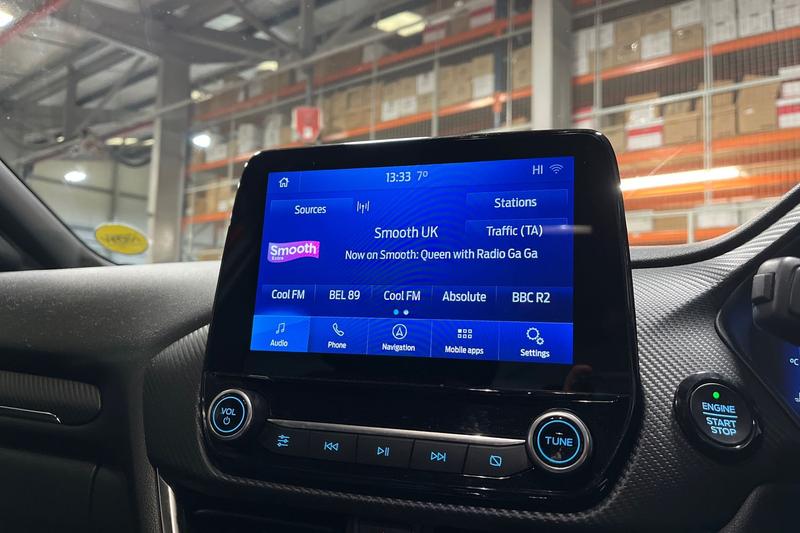 13:33 7°
HI
Sources
Stations
Smooth UK
Traffic (TA)
Smooth
Extra
Now on Smooth: Queen with Radio Ga Ga
Cool FM
BEL 89
Cool FM
Absolute
BBC R2
Audio
Phone
Navigation
Mobile apps
Settings
VOL
TUNE
ENGINE
START
STOP
°C